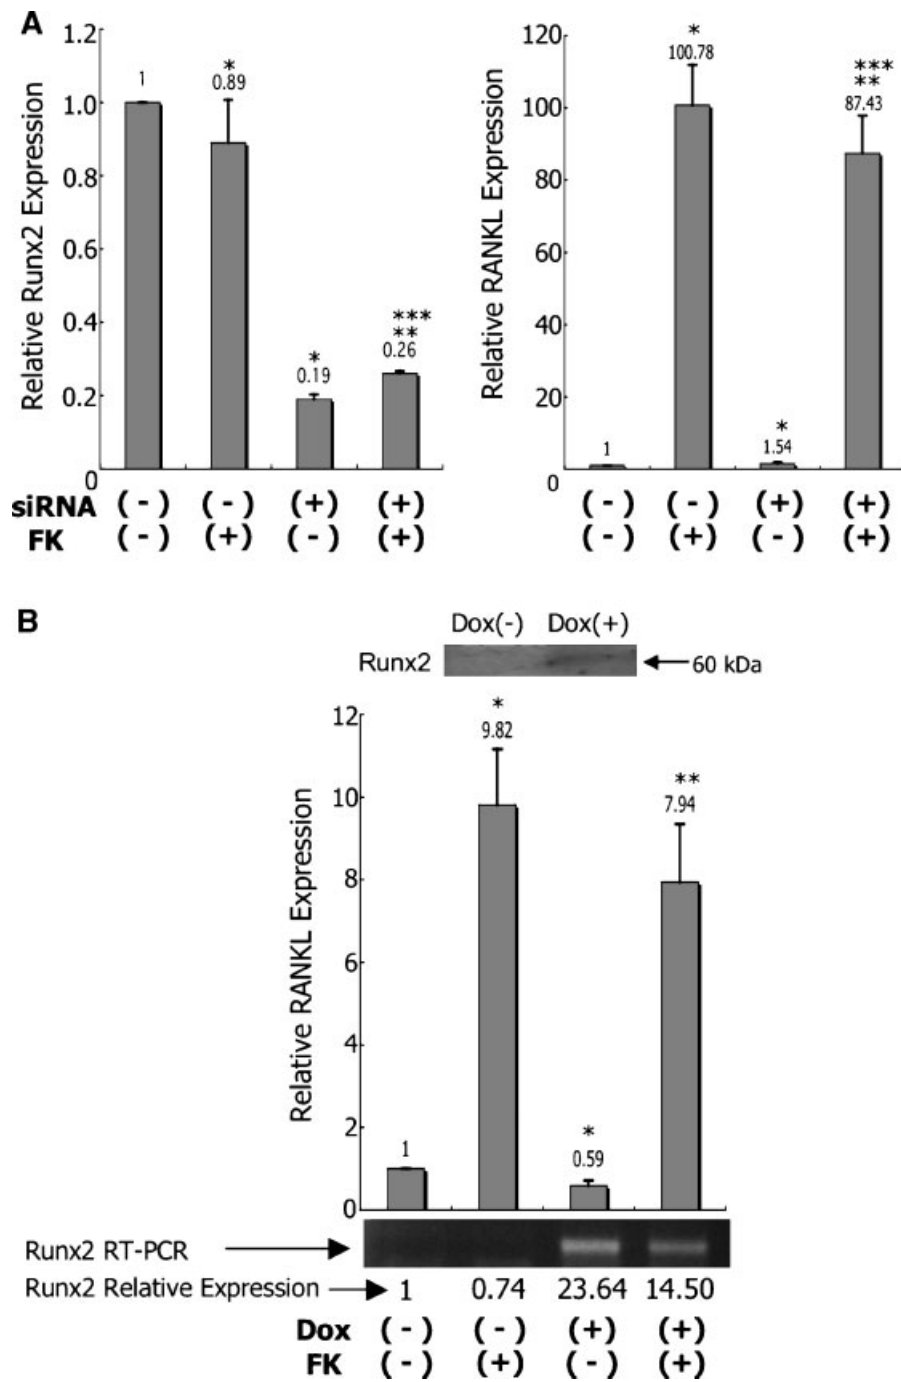 A
Relative Runx2 Expression
1.2
1.0
0.8
0.6
0.4
0.2
0
1
*
0.89
*
0.19
***
**
0.26
siRNA (-) (-) (+) (+)
FK (-) (+) (-) (+)
Relative RANKL Expression
120
100
80
60
40
20
0
1
*
100.78
*
1.54
***
**
87.43
(-) (-) (+) (+)
(-) (+) (-) (+)
B
Dox(-) Dox(+)
Runx2
60 kDa
Relative RANKL Expression
12
10
8
6
4
2
0
1
*
9.82
*
0.59
**
7.94
Runx2 RT-PCR
Runx2 Relative Expression 1 0.74 23.64 14.50
Dox (-) (-) (+) (+)
FK (-) (+) (-) (+)